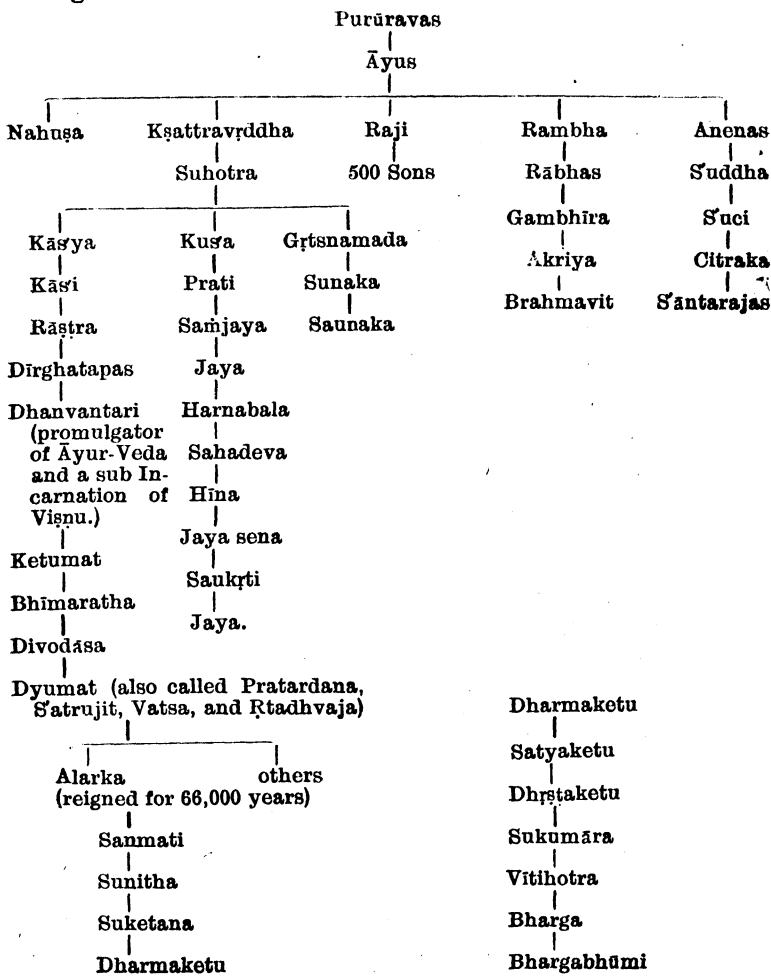 Purūravas
Āyus
Nahuṣa Kṣattravṛddha Raji Rambha Anenas
Suhotra 500 Sons Rābhas S'uddha
Gambhīra S'uci
Kās'ya Kus'a Gṛtsnamada
Akriya Citraka
Kās'i Prati Sunaka
Brahmavit S'āntarajas
Rāṣtra Saṁjaya Saunaka
Dīrghatapas Jaya
Dhanvantari Harnabala
(promulgator
of Āyur-Veda Sahadeva
and a sub In-
carnation of Hīna
Viṣṇu.)
Jaya sena
Ketumat
Saukṛti
Bhīmaratha
Jaya.
Divodāsa
Dyumat (also called Pratardana,
S'atrujit, Vatsa, and Ṛtadhvaja) Dharmaketu
Satyaketu
Alarka others
(reigned for 66,000 years) Dhṛṣtaketu
Sanmati Sukumāra
Sunitha Vītihotra
Suketana Bharga
Dharmaketu Bhargabhūmi